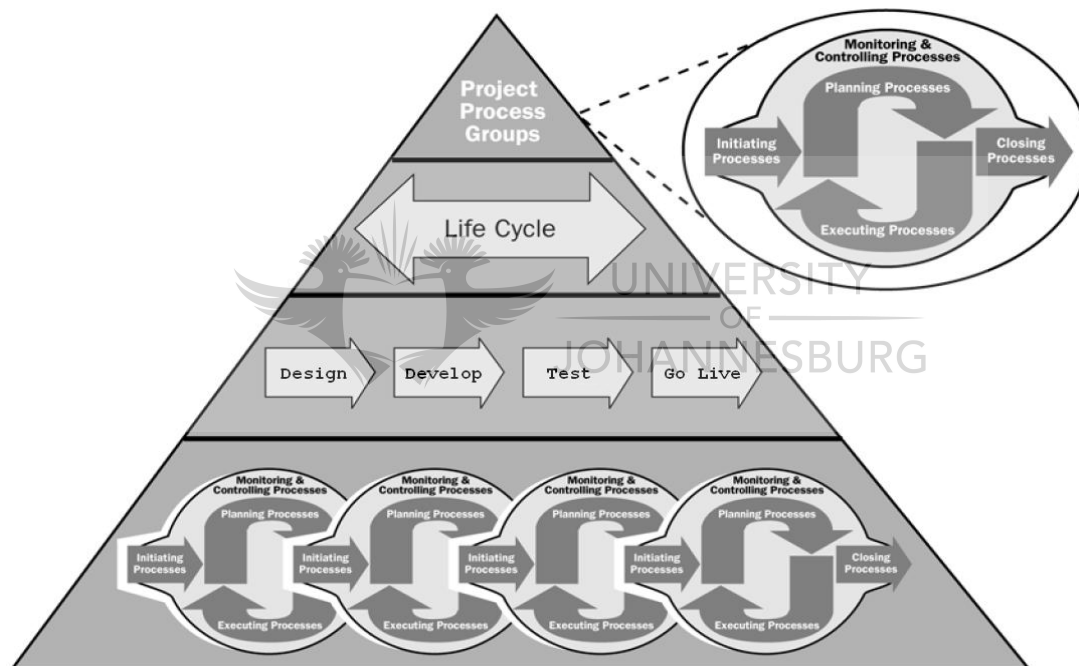 Project
Process
Groups
Monitoring &
Controlling Processes
Planning Processes
Initiating
Processes
Closing
Processes
Executing Processes
Life Cycle
UNIVERSITY
OF
JOHANNESBURG
Design
Develop
Test
Go Live
Monitoring &
Controlling Processes
Planning Processes
Initiating
Processes
Executing Processes
Monitoring &
Controlling Processes
Planning Processes
Initiating
Processes
Executing Processes
Monitoring &
Controlling Processes
Planning Processes
Initiating
Processes
Executing Processes
Monitoring &
Controlling Processes
Planning Processes
Initiating
Processes
Closing
Processes
Executing Processes